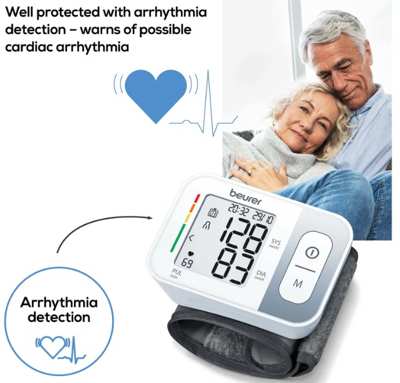 Well protected with arrhythmia
detection – warns of possible
cardiac arrhythmia
beurer
20:32 29/10
128
SYS
83
DIA
69
PUL
M
Arrhythmia
detection